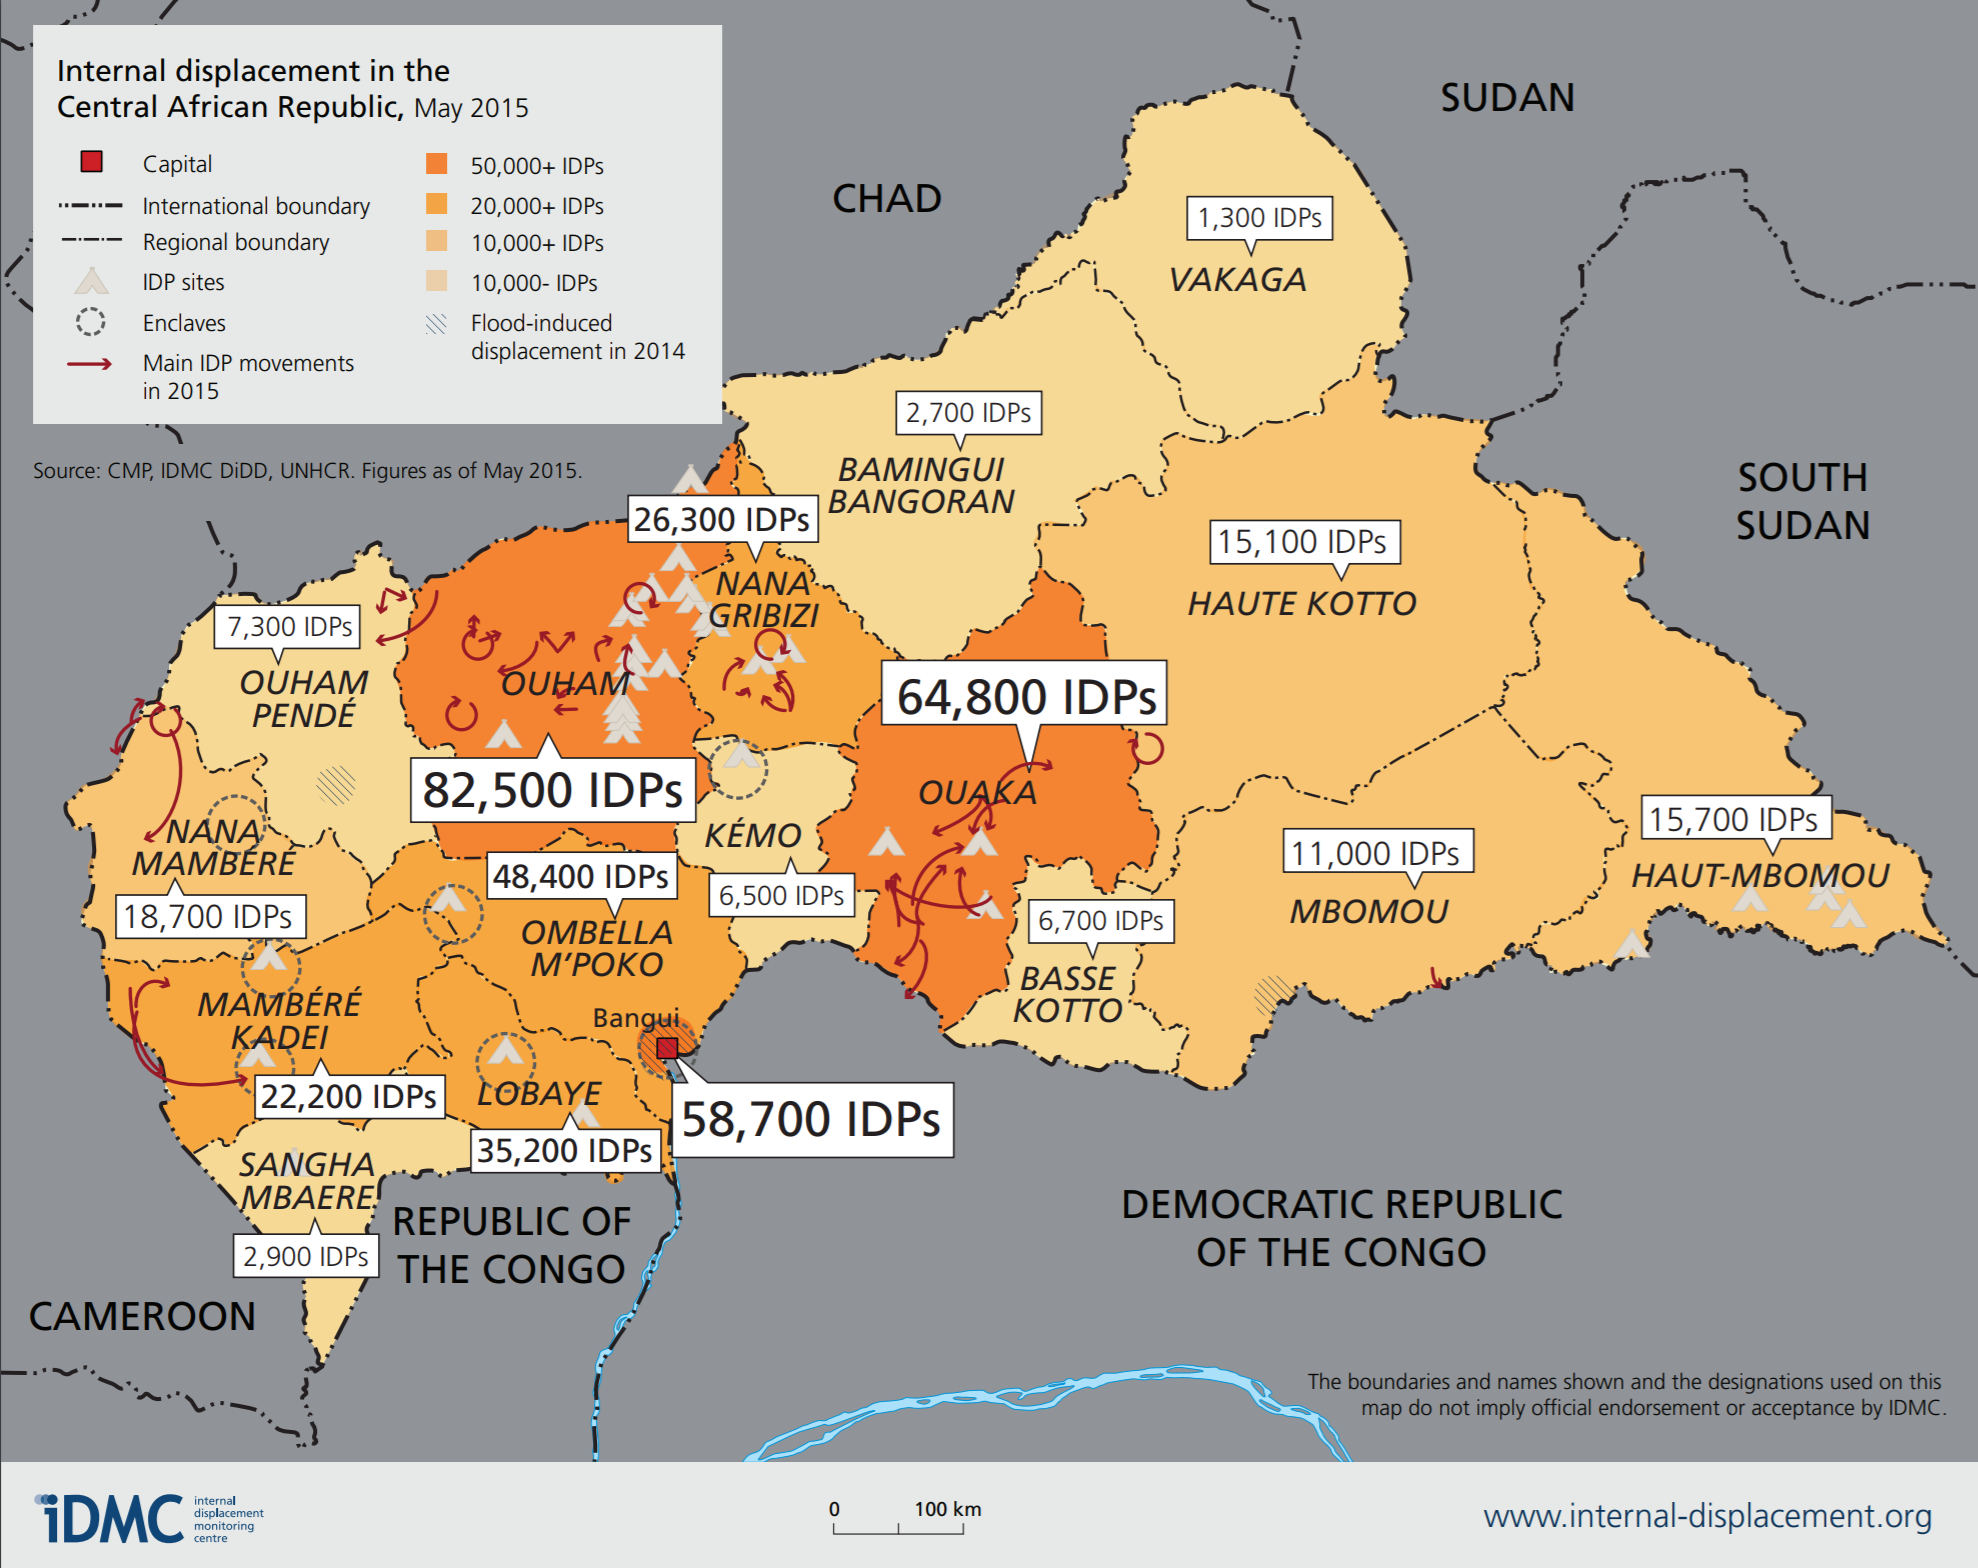 Internal displacement in the
Central African Republic, May 2015
Capital
International boundary
Regional boundary
IDP sites
Enclaves
Main IDP movements
in 2015
50,000+ IDPs
20,000+ IDPs
10,000+ IDPs
10,000- IDPs
Flood-induced
displacement in 2014
Source: CMP, IDMC DiDD, UNHCR. Figures as of May 2015.
SUDAN
CHAD
1,300 IDPs
VAKAGA
2,700 IDPs
BAMINGUI
BANGORAN
SOUTH
SUDAN
26,300 IDPs
NANA
GRIBIZI
15,100 IDPs
HAUTE KOTTO
7,300 IDPs
OUHAM
PENDÉ
OUHAM
82,500 IDPs
64,800 IDPs
OUAKA
NANA
MAMBÉRÉ
18,700 IDPs
KÉMO
6,500 IDPs
48,400 IDPs
OMBELLA
M'POKO
11,000 IDPs
MBOMOU
15,700 IDPs
HAUT-MBOMOU
6,700 IDPs
BASSE
KOTTO
MAMBÉRÉ
KADEI
22,200 IDPs
Bangui
58,700 IDPs
LOBAYE
35,200 IDPs
SANGHA
MBAERE
2,900 IDPs
REPUBLIC OF
THE CONGO
DEMOCRATIC REPUBLIC
OF THE CONGO
CAMEROON
The boundaries and names shown and the designations used on this
map do not imply official endorsement or acceptance by IDMC.
iDMC
internal
displacement
monitoring
centre
0 100 km
www.internal-displacement.org